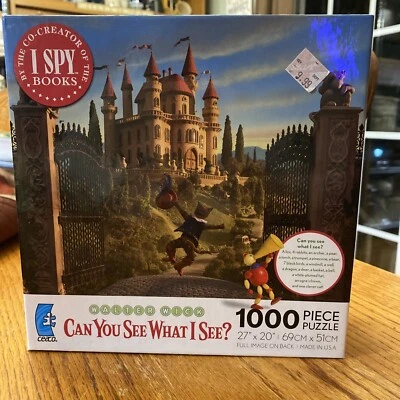 BY THE CO-CREATOR OF THE
I SPY
BOOKS
9.99
Can you see
what I see?
WALTER WICK
CAN YOU SEE WHAT I SEE?
ceaco
1000 PIECE
PUZZLE
27" x 20" | 69CM x 51CM
FULL IMAGE ON BACK | MADE IN U.S.A.